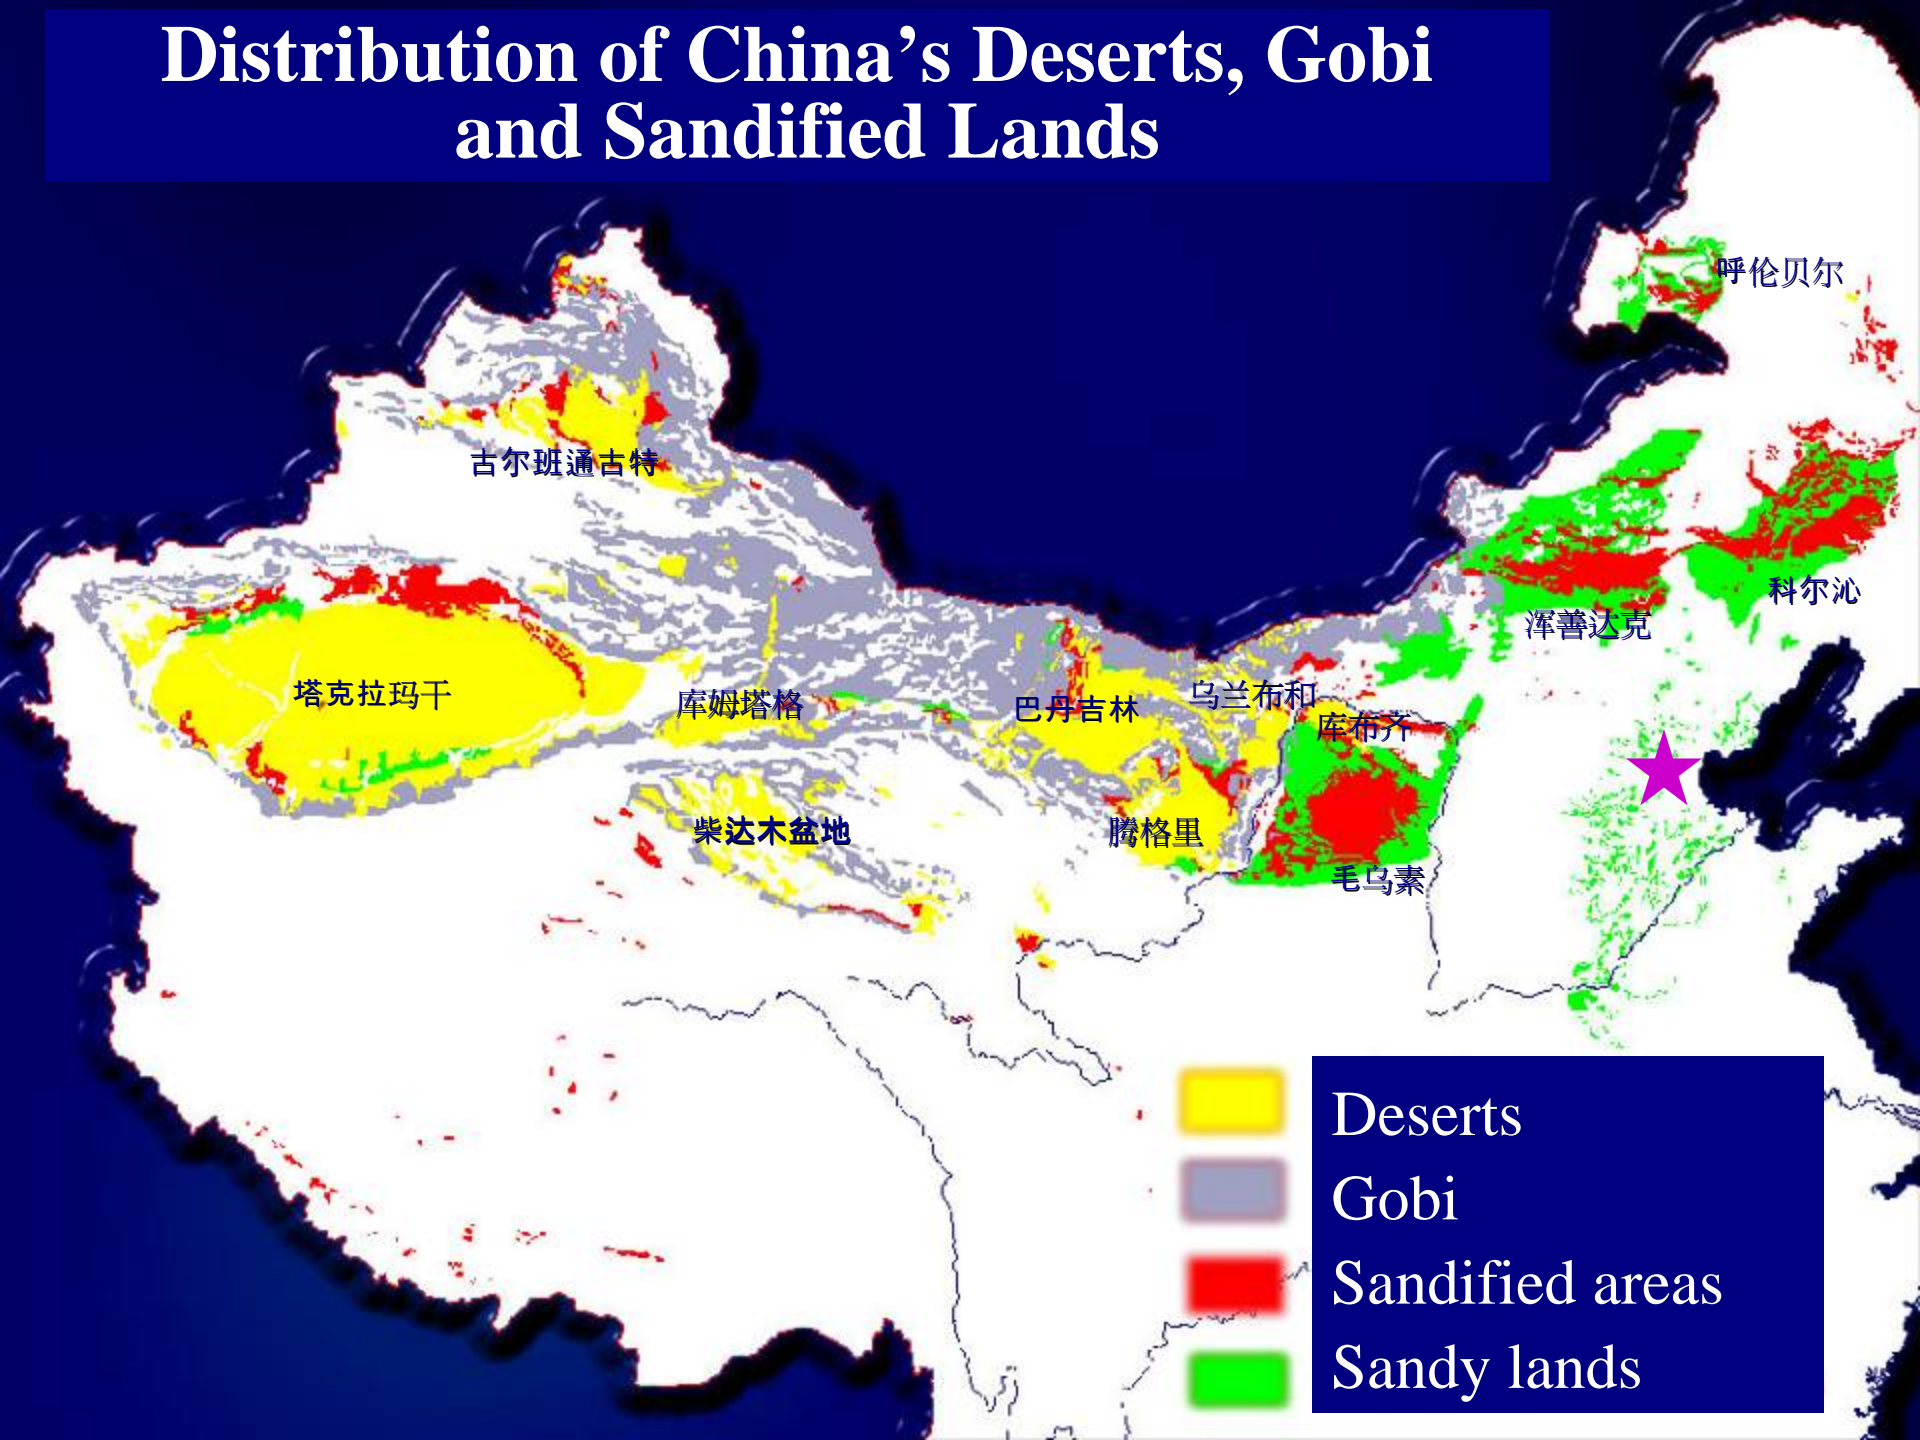 Distribution of China’s Deserts, Gobi
and Sandified Lands
呼伦贝尔
古尔班通古特
科尔沁
浑善达克
塔克拉玛干
库姆塔格
巴丹吉林
乌兰布和
库布齐
柴达木盆地
腾格里
毛乌素
Deserts
Gobi
Sandified areas
Sandy lands